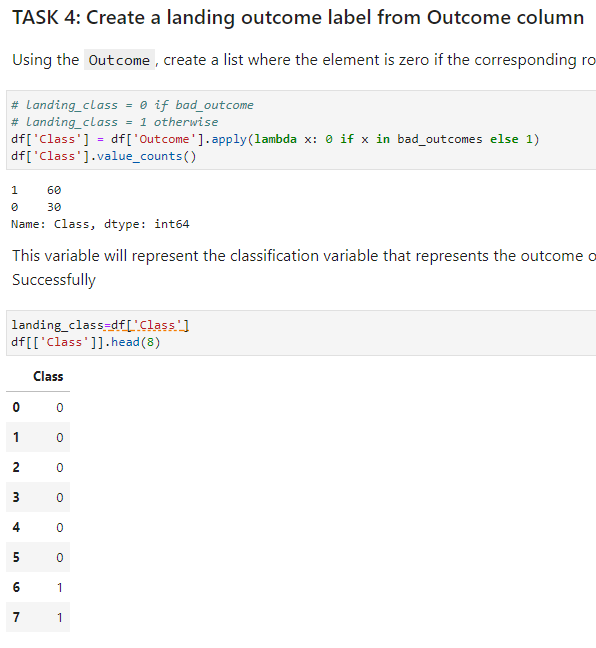 TASK 4: Create a landing outcome label from Outcome column
Using the Outcome , create a list where the element is zero if the corresponding ro
# landing_class = 0 if bad_outcome
# landing_class = 1 otherwise
df['Class'] = df['Outcome'].apply(lambda x: 0 if x in bad_outcomes else 1)
df['Class'].value_counts()
1    60
0    30
Name: Class, dtype: int64
This variable will represent the classification variable that represents the outcome o
Successfully
landing_class=df['Class']
df[['Class']].head(8)
Class
0 0
1 0
2 0
3 0
4 0
5 0
6 1
7 1